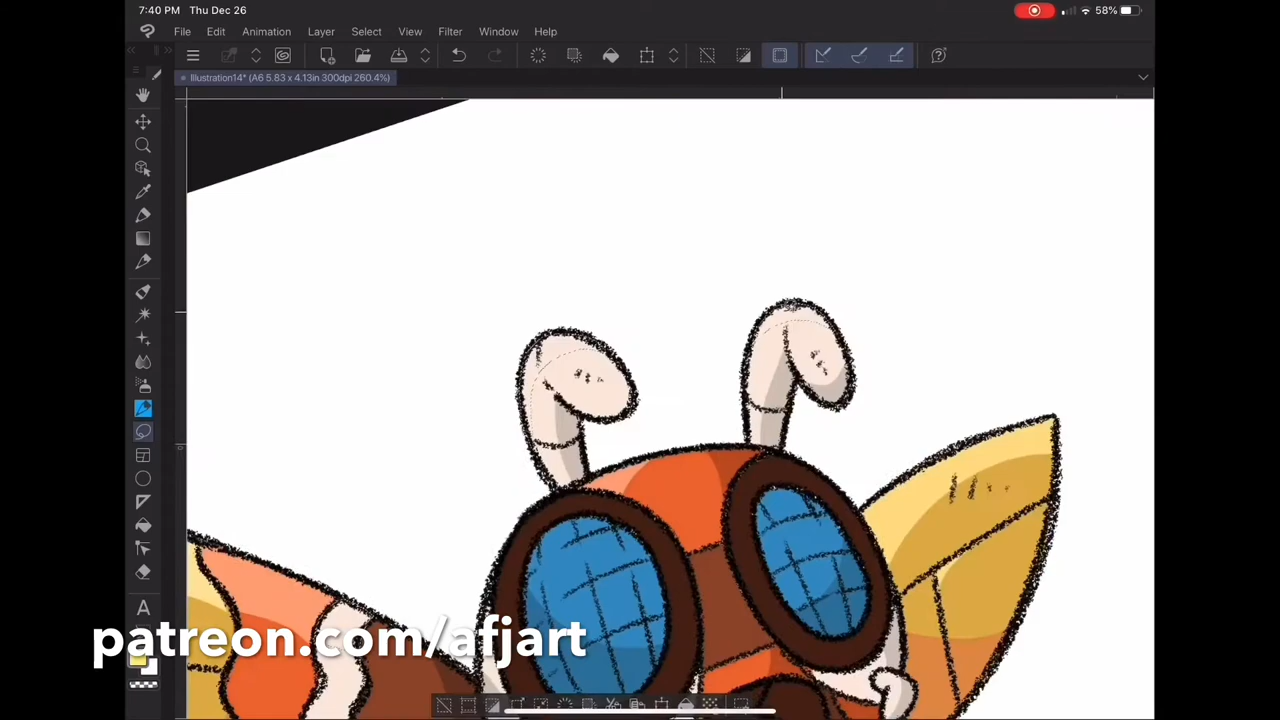 7:40 PM Thu Dec 26
58%
File Edit Animation Layer Select View Filter Window Help
Illustration14* (A6 5.83 x 4.13in 300dpi 260.4%)
A
patreon.com/afjart